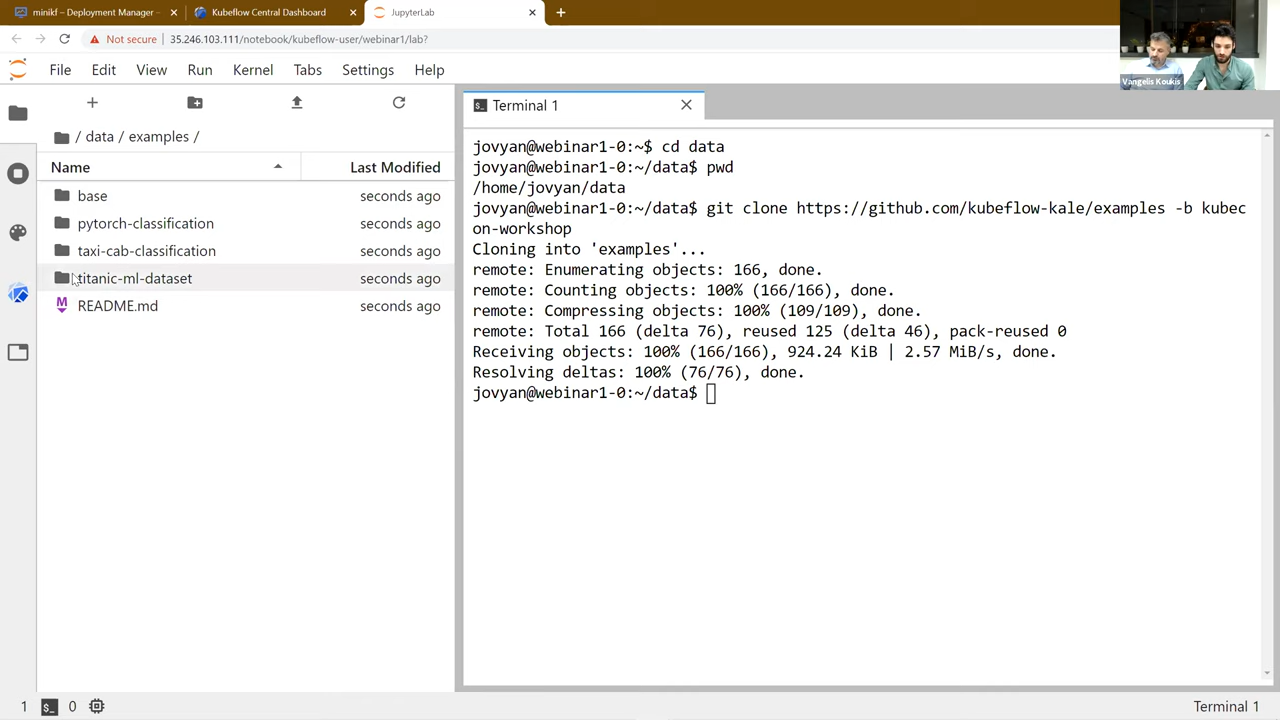 minikf – Deployment Manager -
Kubeflow Central Dashboard
JupyterLab
Not secure
35.246.103.111/notebook/kubeflow-user/webinar1/lab?
Vangelis Koukis
File Edit View Run Kernel Tabs Settings Help
/ data / examples /
Name Last Modified
base seconds ago
pytorch-classification seconds ago
taxi-cab-classification seconds ago
titanic-ml-dataset seconds ago
README.md seconds ago
Terminal 1
jovyan@webinar1-0:~$ cd data
jovyan@webinar1-0:~/data$ pwd
/home/jovyan/data
jovyan@webinar1-0:~/data$ git clone https://github.com/kubeflow-kale/examples -b kubec
on-workshop
Cloning into 'examples'...
remote: Enumerating objects: 166, done.
remote: Counting objects: 100% (166/166), done.
remote: Compressing objects: 100% (109/109), done.
remote: Total 166 (delta 76), reused 125 (delta 46), pack-reused 0
Receiving objects: 100% (166/166), 924.24 KiB | 2.57 MiB/s, done.
Resolving deltas: 100% (76/76), done.
jovyan@webinar1-0:~/data$
1 $_ 0
Terminal 1